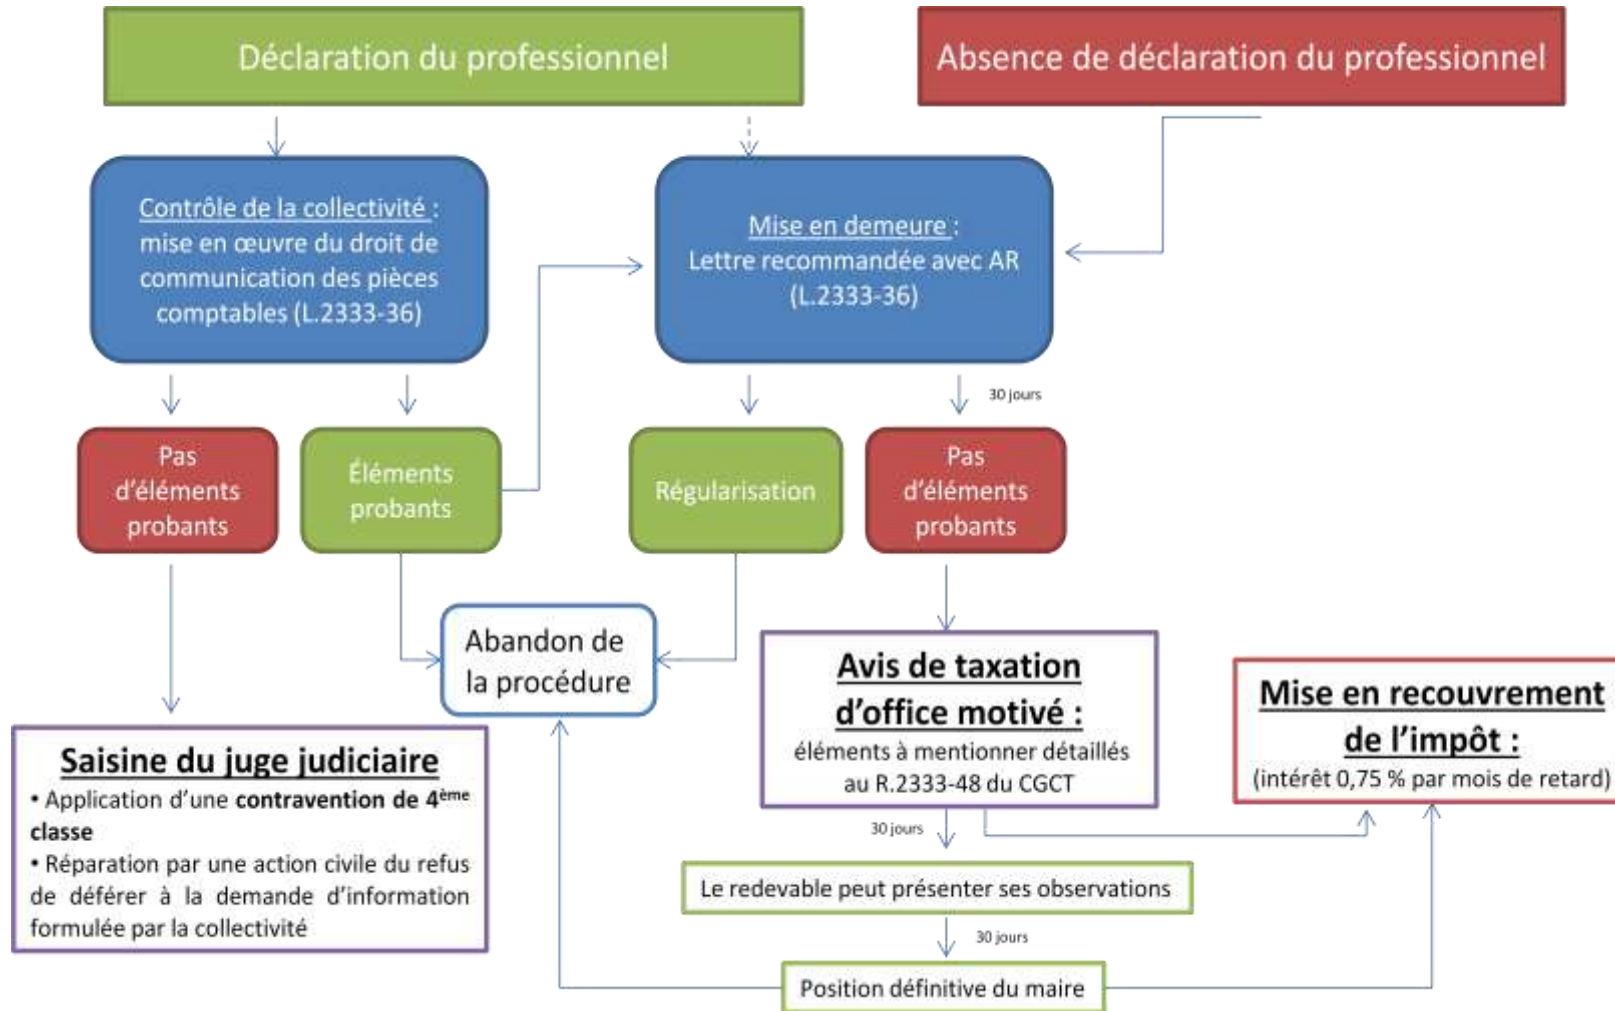 Déclaration du professionnel
Absence de déclaration du professionnel
Contrôle de la collectivité :
mise en œuvre du droit de
communication des pièces
comptables (L.2333-36)
Mise en demeure :
Lettre recommandée avec AR
(L.2333-36)
30 jours
Pas
d’éléments
probants
Éléments
probants
Régularisation
Pas
d’éléments
probants
Abandon de
la procédure
Avis de taxation
d’office motivé :
éléments à mentionner détaillés
au R.2333-48 du CGCT
Mise en recouvrement
de l’impôt :
(intérêt 0,75 % par mois de retard)
Saisine du juge judiciaire
• Application d’une contravention de 4ème
classe
• Réparation par une action civile du refus
de déférer à la demande d’information
formulée par la collectivité
30 jours
Le redevable peut présenter ses observations
30 jours
Position définitive du maire